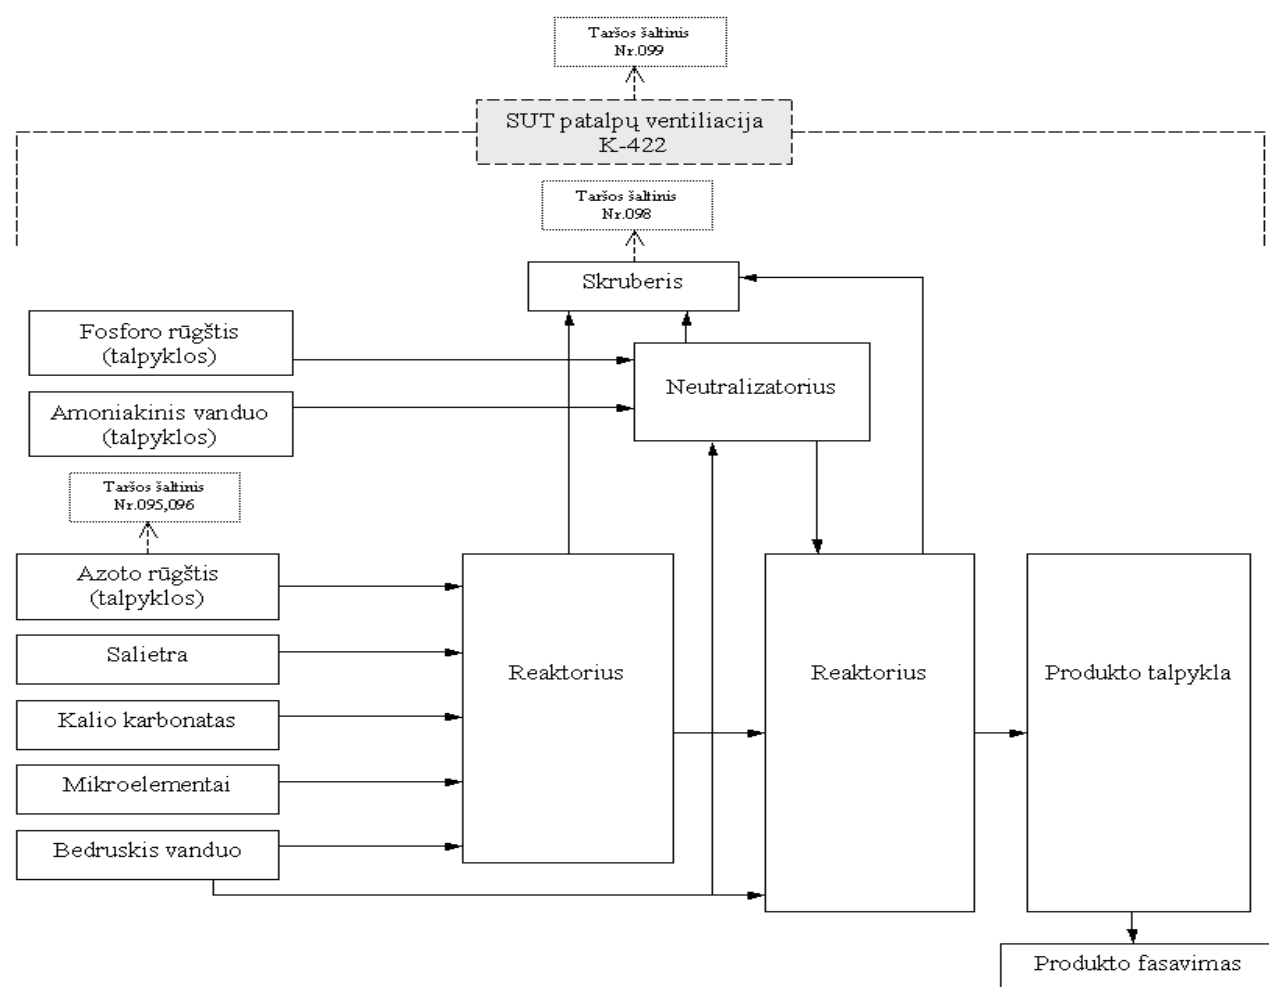 Taršos šaltinis
Nr.099
SUT patalpų ventiliacija
K-422
Taršos šaltinis
Nr.098
Skruberis
Fosforo rūgštis
(talpyklos)
Neutralizatorius
Amoniakinis vanduo
(talpyklos)
Taršos šaltinis
Nr.095,096
Azoto rūgštis
(talpyklos)
Salietra
Reaktorius
Reaktorius
Produkto talpykla
Kalio karbonatas
Mikroelementai
Bedruskis vanduo
Produkto fasavimas